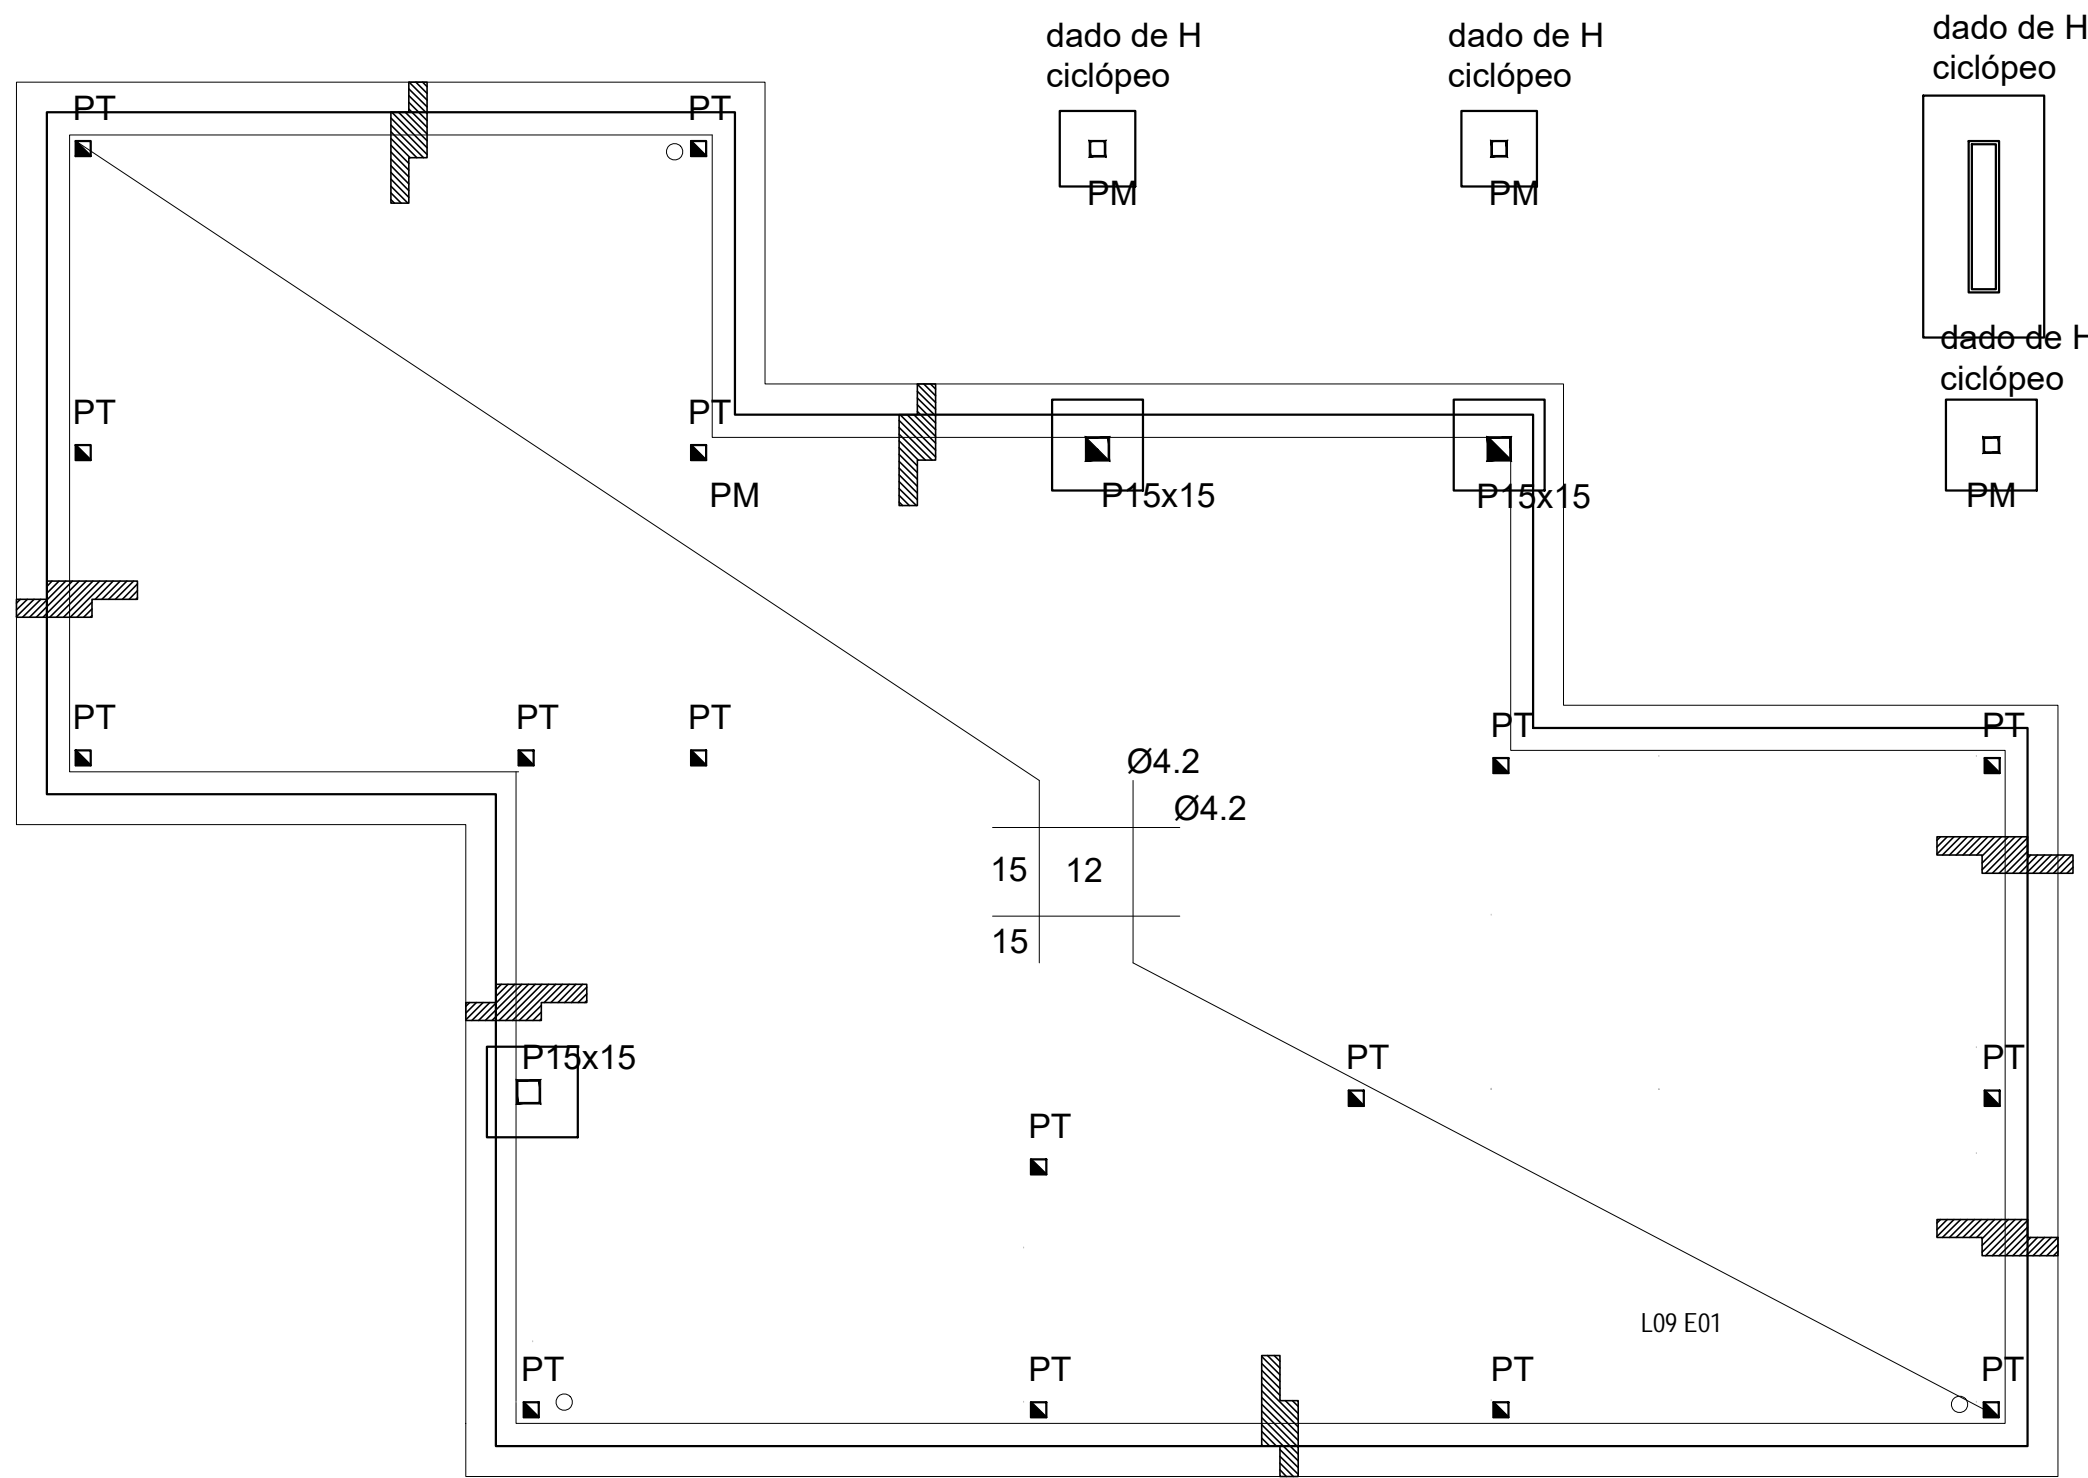 dado de H
ciclópeo
dado de H
ciclópeo
dado de H
ciclópeo
PT
PT
PM
PM
dado de H
ciclópeo
PT
PT
PM
P15x15
P15x15
PM
PT
PT
PT
PT
PT
Ø4.2
Ø4.2
15
12
15
P15x15
PT
PT
PT
L09 E01
PT
PT
PT
PT